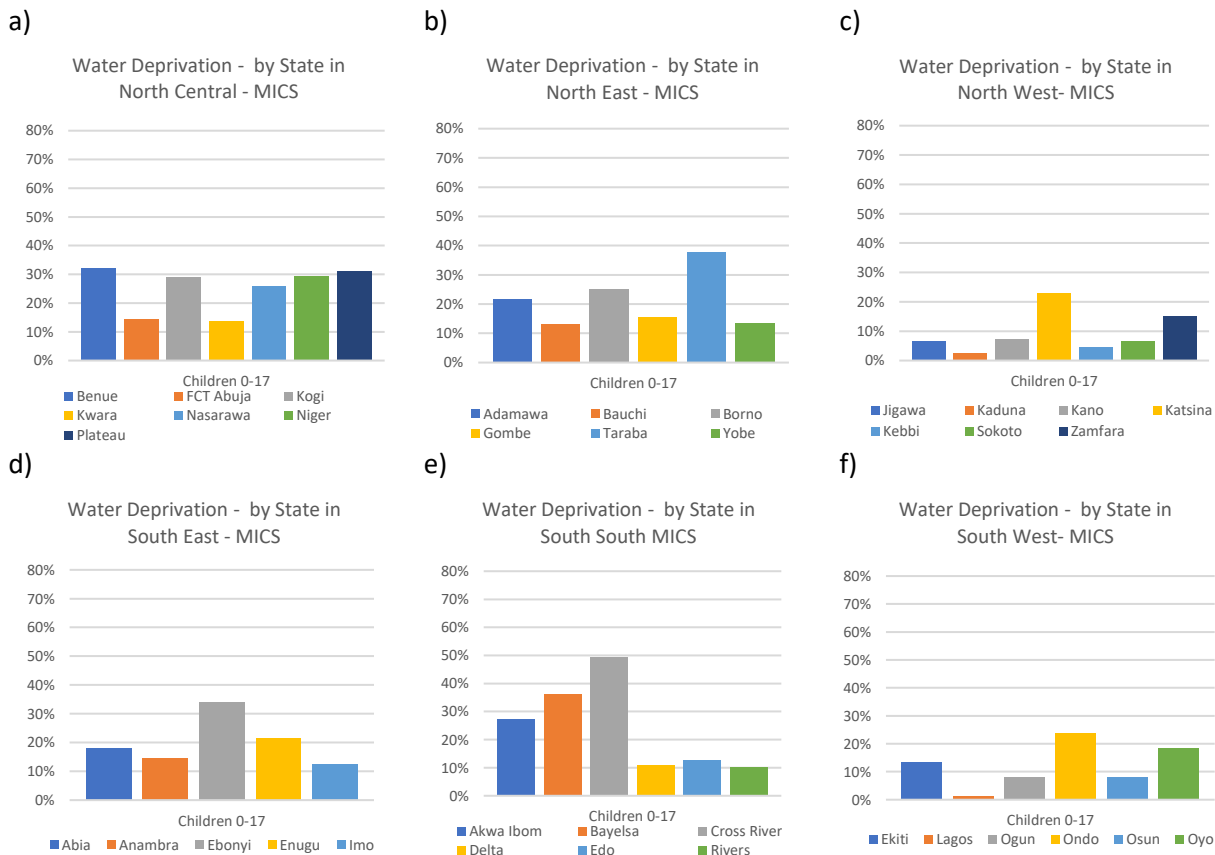 a)
Water Deprivation - by State in
North Central - MICS
80%
70%
60%
50%
40%
30%
20%
10%
0%
Children 0-17
Benue FCT Abuja Kogi
Kwara Nasarawa Niger
Plateau
b)
Water Deprivation - by State in
North East - MICS
80%
70%
60%
50%
40%
30%
20%
10%
0%
Children 0-17
Adamawa Bauchi Borno
Gombe Taraba Yobe
c)
Water Deprivation - by State in
North West- MICS
80%
70%
60%
50%
40%
30%
20%
10%
0%
Children 0-17
Jigawa Kaduna Kano Katsina
Kebbi Sokoto Zamfara
d)
Water Deprivation - by State in
South East - MICS
80%
70%
60%
50%
40%
30%
20%
10%
0%
Children 0-17
Abia Anambra Ebonyi Enugu Imo
e)
Water Deprivation - by State in
South South MICS
80%
70%
60%
50%
40%
30%
20%
10%
0%
Children 0-17
Akwa Ibom Bayelsa Cross River
Delta Edo Rivers
f)
Water Deprivation - by State in
South West- MICS
80%
70%
60%
50%
40%
30%
20%
10%
0%
Children 0-17
Ekiti Lagos Ogun Ondo Osun Oyo